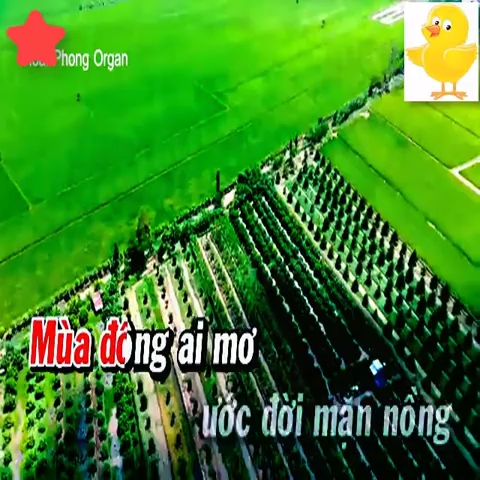 Phong Organ
Mùa đông ai mơ
ước đời mặn nồng